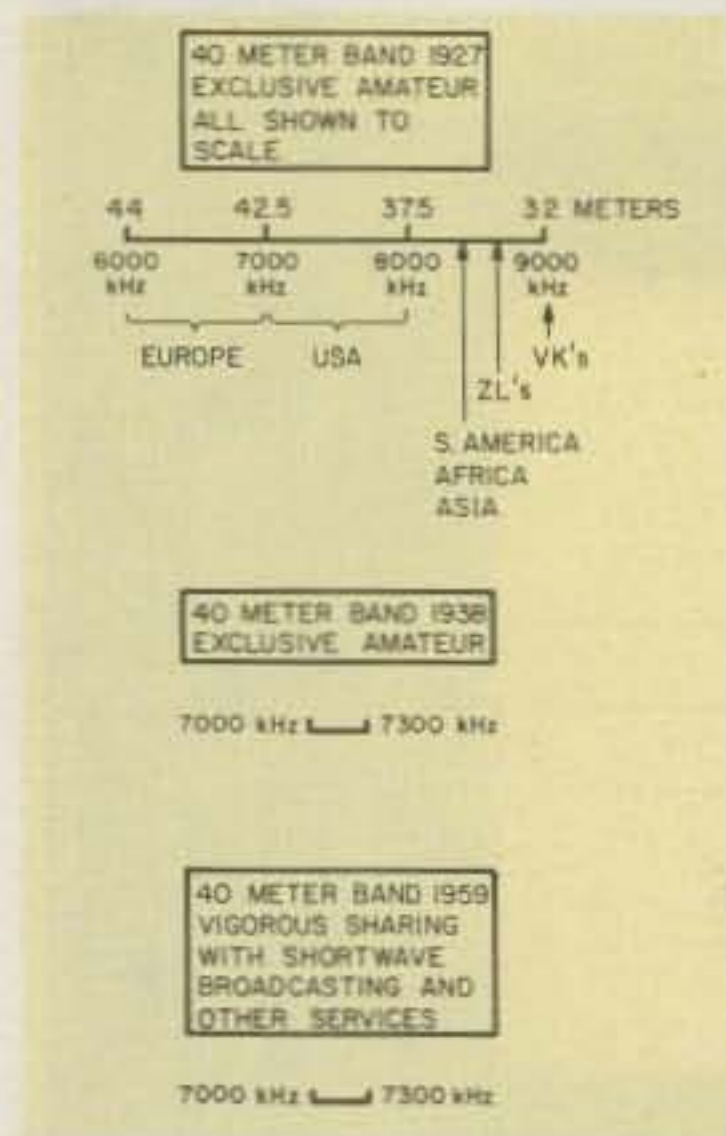 40 METER BAND 1927
EXCLUSIVE AMATEUR
ALL SHOWN TO
SCALE
44 42.5 37.5 32 METERS
6000 7000 8000 9000
kHz kHz kHz kHz
EUROPE USA VK's
ZL's
S. AMERICA
AFRICA
ASIA
40 METER BAND 1938
EXCLUSIVE AMATEUR
7000 kHz 7300 kHz
40 METER BAND 1959
VIGOROUS SHARING
WITH SHORTWAVE
BROADCASTING AND
OTHER SERVICES
7000 kHz 7300 kHz